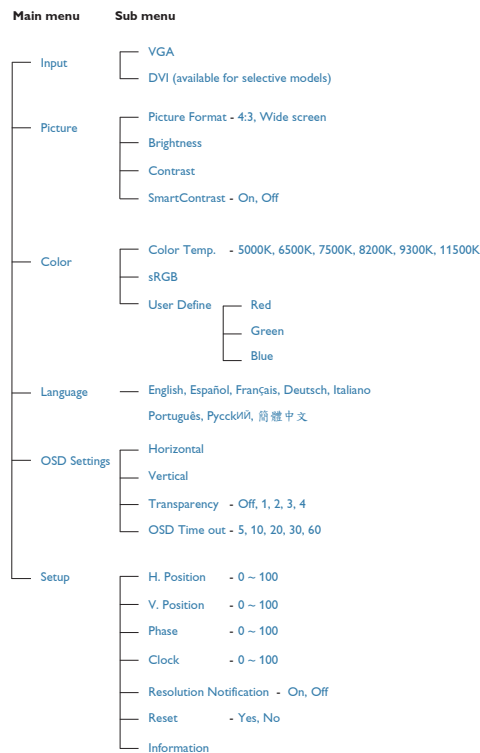 Main menu Sub menu
Input
VGA
DVI (available for selective models)
Picture
Picture Format - 4:3, Wide screen
Brightness
Contrast
SmartContrast - On, Off
Color
Color Temp. - 5000K, 6500K, 7500K, 8200K, 9300K, 11500K
sRGB
User Define
Red
Green
Blue
Language
English, Español, Français, Deutsch, Italiano
Português, Русский, 簡體中文
OSD Settings
Horizontal
Vertical
Transparency - Off, 1, 2, 3, 4
OSD Time out - 5, 10, 20, 30, 60
Setup
H. Position - 0 ~ 100
V. Position - 0 ~ 100
Phase - 0 ~ 100
Clock - 0 ~ 100
Resolution Notification - On, Off
Reset - Yes, No
Information